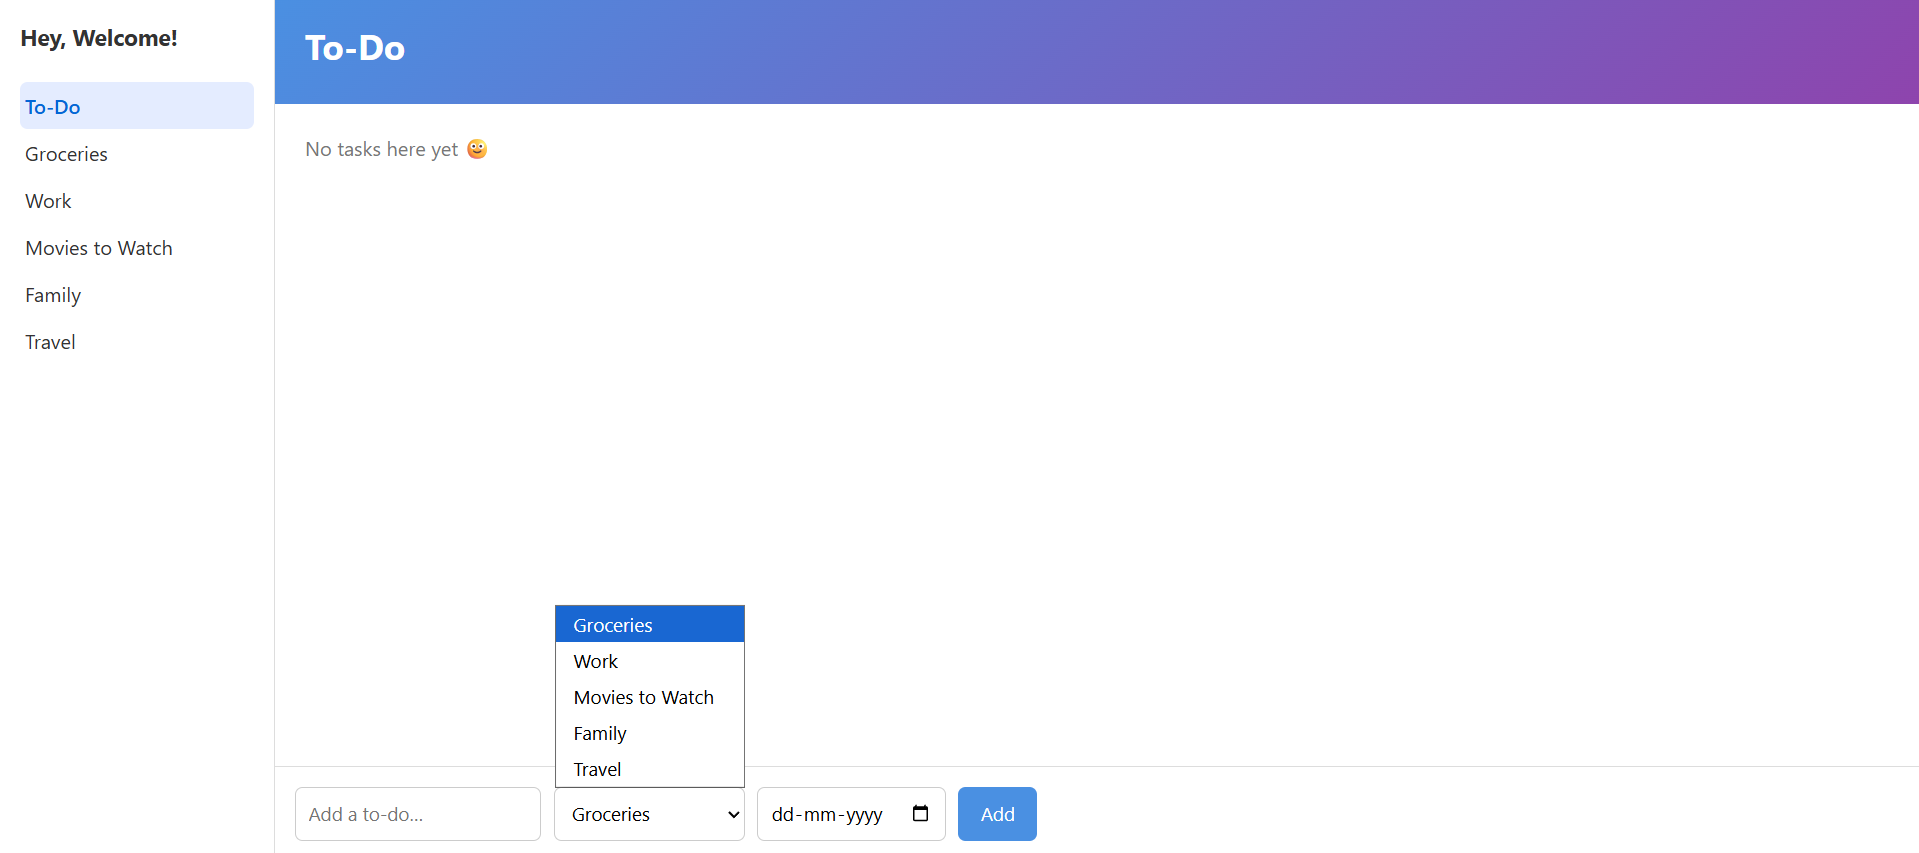 Hey, Welcome!
To-Do
Groceries
Work
Movies to Watch
Family
Travel
To-Do
No tasks here yet 🙂
Groceries
Work
Movies to Watch
Family
Travel
Add a to-do...
Groceries
dd-mm-yyyy
Add